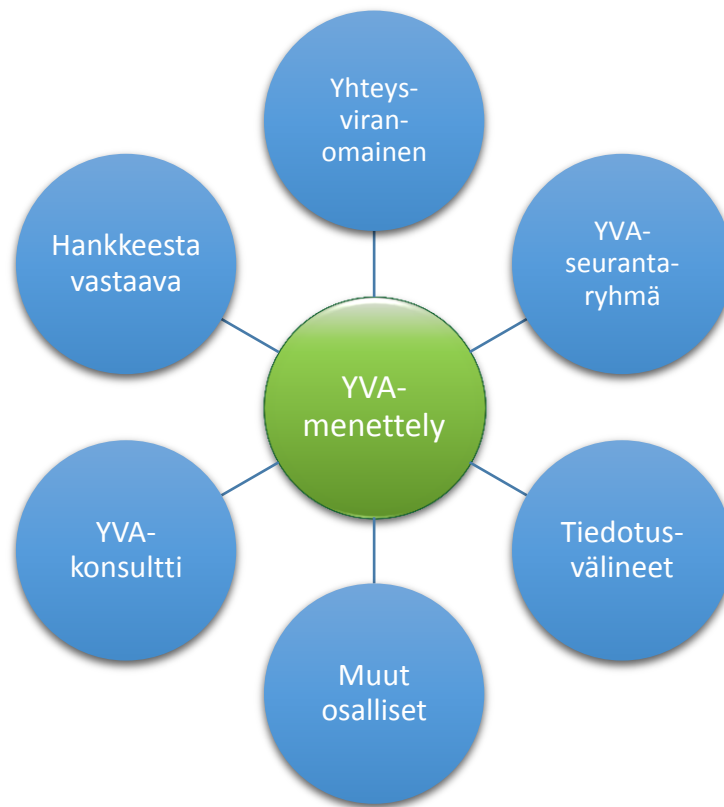 Yhteys-
viran-
omainen
Hankkeesta
vastaava
YVA-
seuranta-
ryhmä
YVA-
menettely
YVA-
konsultti
Tiedotus-
välineet
Muut
osalliset